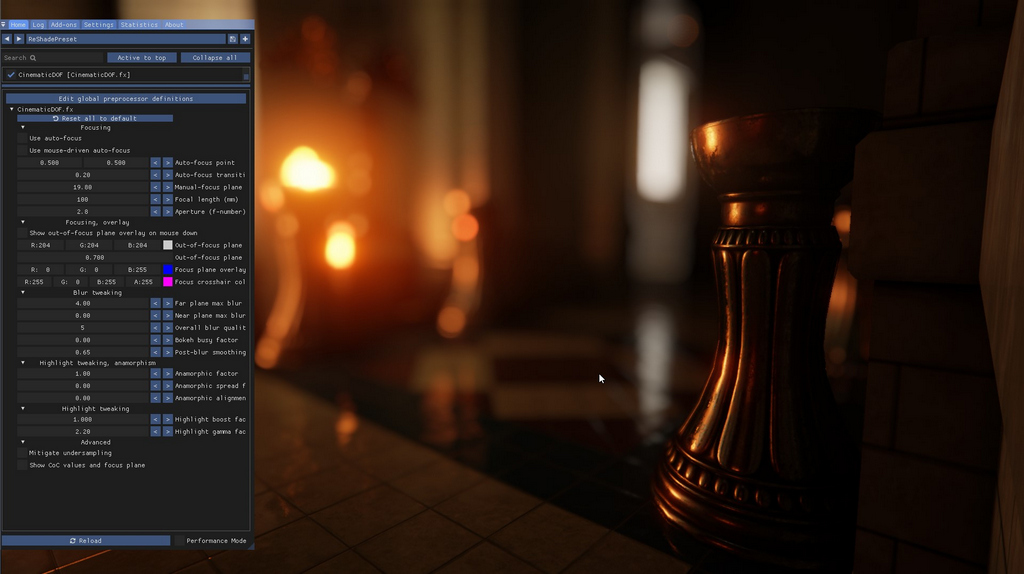 Home Log Add-ons Settings Statistics About
ReShadePreset
Search Active to top Collapse all
CinematicDOF [CinematicDOF.fx]
Edit global preprocessor definitions
CinematicDOF.fx
Reset all to default
Focusing
Use auto-focus
Use mouse-driven auto-focus
0.500 0.500 < > Auto-focus point
0.20 < > Auto-focus transiti
19.00 < > Manual-focus plane
100 < > Focal length (mm)
2.8 < > Aperture (f-number)
Focusing, overlay
Show out-of-focus plane overlay on mouse down
R:204 G:204 B:204 Out-of-focus plane
0.700 Out-of-focus plane
R: 0 G: 0 B:255 Focus plane overlay
R:255 G: 0 B:255 A:255 Focus crosshair col
Blur tweaking
4.00 < > Far plane max blur
0.00 < > Near plane max blur
5 < > Overall blur qualit
0.00 < > Bokeh busy factor
0.65 < > Post-blur smoothing
Highlight tweaking, anamorphism
1.00 < > Anamorphic factor
0.00 < > Anamorphic spread f
0.00 < > Anamorphic alignmen
Highlight tweaking
1.000 < > Highlight boost fac
2.20 < > Highlight gamma fac
Advanced
Mitigate undersampling
Show CoC values and focus plane
Reload Performance Mode